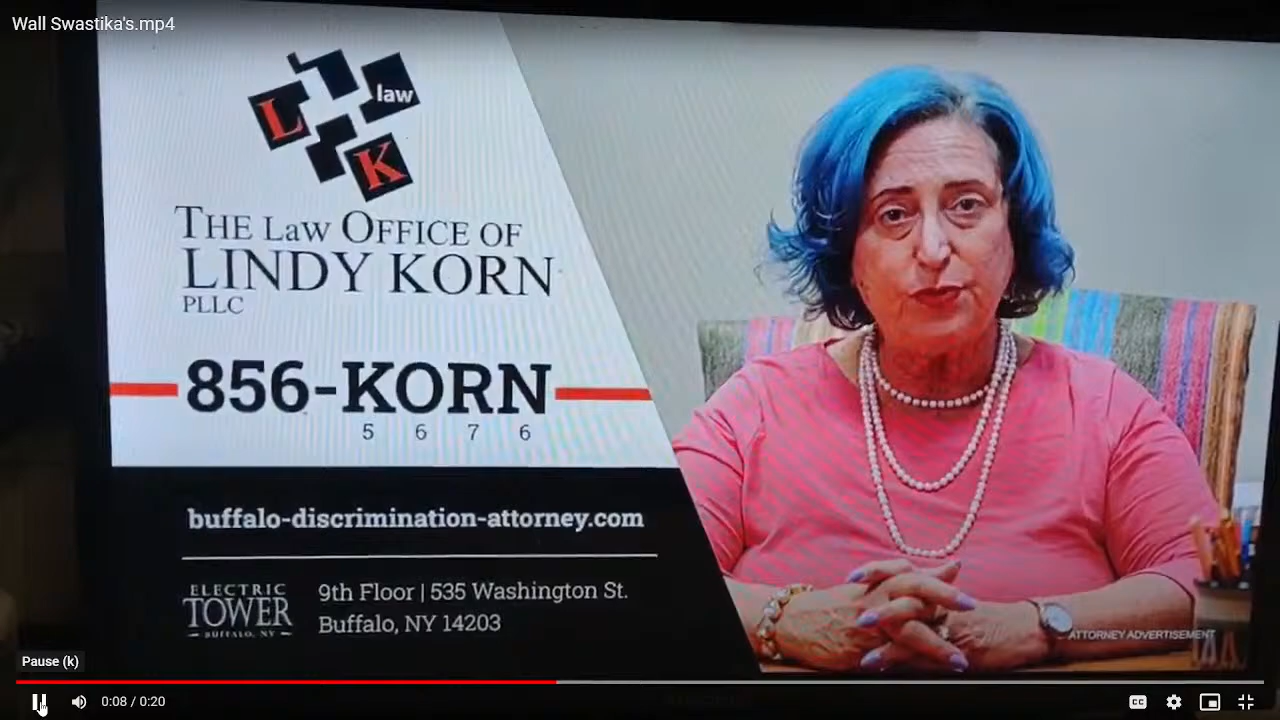 Wall Swastika's.mp4
L
law
K
THE Law OFFICE OF
LINDY KORN
PLLC
856-KORN
5 6 7 6
buffalo-discrimination-attorney.com
ELECTRIC
TOWER
BUFFALO, NY
9th Floor | 535 Washington St.
Buffalo, NY 14203
ATTORNEY ADVERTISEMENT
Pause (k)
0:08 / 0:20
CC